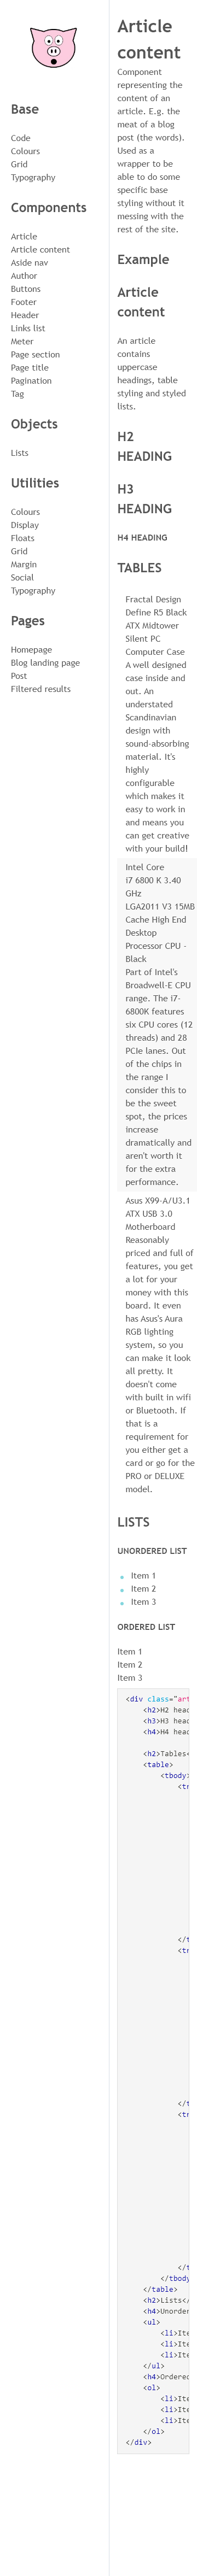 Base
Code
Colours
Grid
Typography
Components
Article
Article content
Aside nav
Author
Buttons
Footer
Header
Links list
Meter
Page section
Page title
Pagination
Tag
Objects
Lists
Utilities
Colours
Display
Floats
Grid
Margin
Social
Typography
Pages
Homepage
Blog landing page
Post
Filtered results
Article
content
Component
representing the
content of an
article. E.g. the
meat of a blog
post (the words).
Used as a
wrapper to be
able to do some
specific base
styling without it
messing with the
rest of the site.
Example
Article
content
An article
contains
uppercase
headings, table
styling and styled
lists.
H2
HEADING
H3
HEADING
H4 HEADING
TABLES
Fractal Design
Define R5 Black
ATX Midtower
Silent PC
Computer Case
A well designed
case inside and
out. An
understated
Scandinavian
design with
sound-absorbing
material. It's
highly
configurable
which makes it
easy to work in
and means you
can get creative
with your build!
Intel Core
i7 6800 K 3.40
GHz
LGA2011 V3 15MB
Cache High End
Desktop
Processor CPU -
Black
Part of Intel's
Broadwell-E CPU
range. The i7-
6800K features
six CPU cores (12
threads) and 28
PCIe lanes. Out
of the chips in
the range I
consider this to
be the sweet
spot, the prices
increase
dramatically and
aren't worth it
for the extra
performance.
Asus X99-A/U3.1
ATX USB 3.0
Motherboard
Reasonably
priced and full of
features, you get
a lot for your
money with this
board. It even
has Asus's Aura
RGB lighting
system, so you
can make it look
all pretty. It
doesn't come
with built in wifi
or Bluetooth. If
that is a
requirement for
you either get a
card or go for the
PRO or DELUXE
model.
LISTS
UNORDERED LIST
Item 1
Item 2
Item 3
ORDERED LIST
Item 1
Item 2
Item 3
<div class="art
<h2>H2 head
<h3>H3 head
<h4>H4 head
<h2>Tables<
<table>
<tbody>
<tr
</t
<tr
</t
<tr
</t
</tbody
</table>
<h2>Lists</
<h4>Unorder
<ul>
<li>Ite
<li>Ite
<li>Ite
</ul>
<h4>Ordered
<ol>
<li>Ite
<li>Ite
<li>Ite
</ol>
</div>